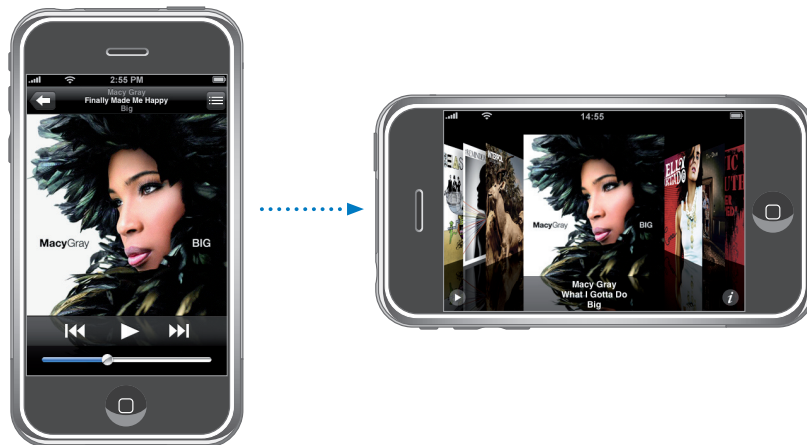 2:55 PM
Macy Gray
Finally Made Me Happy
Big
MacyGray
BIG
14:55
MacyGray
BIG
Macy Gray
What I Gotta Do
Big
i